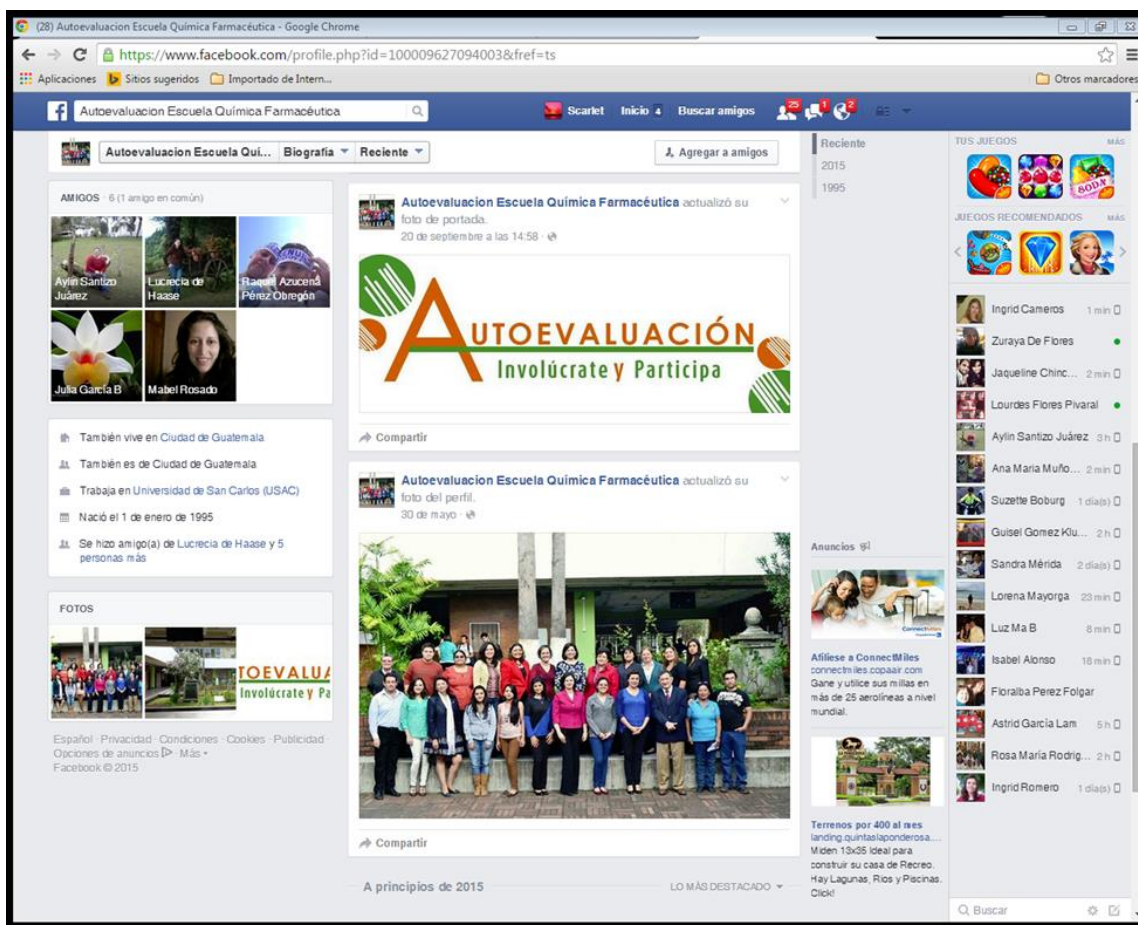 (28) Autoevaluacion Escuela Química Farmacéutica - Google Chrome
https://www.facebook.com/profile.php?id=100009627094003&fref=ts
Aplicaciones Sitios sugeridos Importado de Intern... Otros marcadores
Autoevaluacion Escuela Química Farmacéutica
Scarlet Inicio 4 Buscar amigos 25 1 2
Autoevaluacion Escuela Quí... Biografía Reciente
Agregar a amigos
AMIGOS · 6 (1 amigo en común)
Aylin Santizo Juárez
Lucrecia de Haase
Raquel Azucena Pérez Obregón
Julia García B
Mabel Rosado
También vive en Ciudad de Guatemala
También es de Ciudad de Guatemala
Trabaja en Universidad de San Carlos (USAC)
Nació el 1 de enero de 1995
Se hizo amigo(a) de Lucrecia de Haase y 5
personas más
FOTOS
TOEVALUA
Involúcrate y Pa
Español · Privacidad · Condiciones · Cookies · Publicidad ·
Opciones de anuncios · Más
Facebook © 2015
Autoevaluacion Escuela Química Farmacéutica actualizó su
foto de portada.
20 de septiembre a las 14:58 ·
AUTOEVALUACIÓN
Involúcrate y Participa
Compartir
Autoevaluacion Escuela Química Farmacéutica actualizó su
foto del perfil.
30 de mayo ·
Compartir
A principios de 2015
LO MÁS DESTACADO
Reciente
2015
1995
Anuncios
ConnectMiles
Afíliese a ConnectMiles
connectmiles.copaair.com
Gane y utilice sus millas en
más de 25 aerolíneas a nivel
mundial.
Terrenos por 400 al mes
landing.quintaslaponderosa....
Miden 13x35 Ideal para
construir su casa de Recreo.
Hay Lagunas, Rios y Piscinas.
Click!
TUS JUEGOS MÁS
SODA
JUEGOS RECOMENDADOS MÁS
Ingrid Cameros 1 min
Zuraya De Flores
Jaqueline Chinc... 2 min
Lourdes Flores Pivaral
Aylin Santizo Juárez 3 h
Ana Maria Muño... 2 min
Suzette Boburg 1 día(s)
Guisel Gomez Klu... 2 h
Sandra Mérida 2 día(s)
Lorena Mayorga 23 min
Luz Ma B 8 min
Isabel Alonso 18 min
Floralba Perez Folgar
Astrid García Lam 5 h
Rosa María Rodrig... 2 h
Ingrid Romero 1 día(s)
Buscar